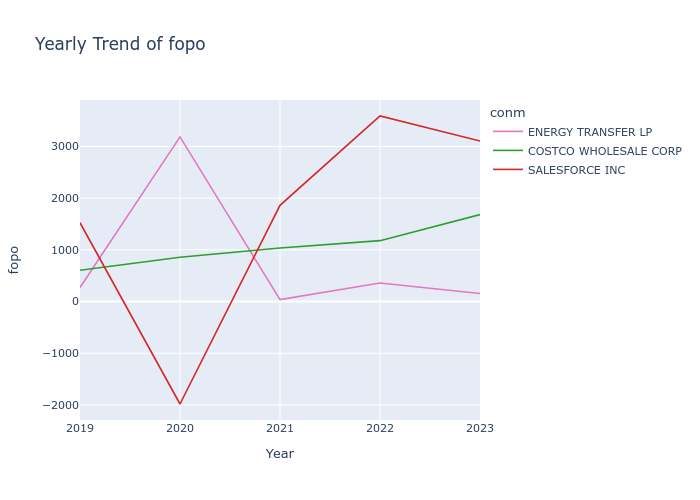 Yearly Trend of fopo
conm
ENERGY TRANSFER LP
COSTCO WHOLESALE CORP
SALESFORCE INC
3000
2000
1000
0
−1000
−2000
fopo
2019 2020 2021 2022 2023
Year